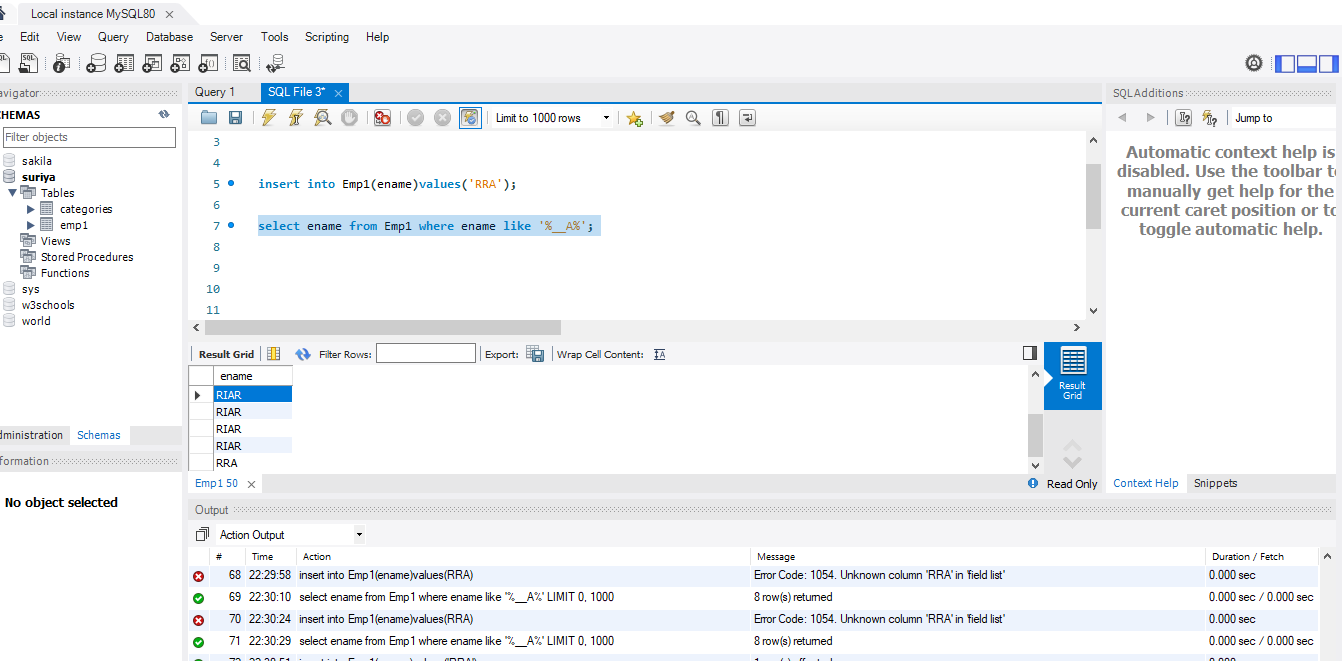 Local instance MySQL80
Edit View Query Database Server Tools Scripting Help
SCHEMAS
Filter objects
sakila
suriya
Tables
categories
emp1
Views
Stored Procedures
Functions
sys
w3schools
world
Administration Schemas
No object selected
Query 1 SQL File 3*
Limit to 1000 rows
3
4
5 insert into Emp1(ename)values('RRA');
6
7 select ename from Emp1 where ename like '%__A%';
8
9
10
11
Result Grid Filter Rows: Export: Wrap Cell Content:
ename
RIAR
RIAR
RIAR
RIAR
RRA
Result
Grid
Emp1 50 Read Only
SQLAdditions
Jump to
Automatic context help is
disabled. Use the toolbar to
manually get help for the
current caret position or to
toggle automatic help.
Context Help Snippets
Output
Action Output
# Time Action Message Duration / Fetch
68 22:29:58 insert into Emp1(ename)values(RRA) Error Code: 1054. Unknown column 'RRA' in 'field list' 0.000 sec
69 22:30:10 select ename from Emp1 where ename like '%__A%' LIMIT 0, 1000 8 row(s) returned 0.000 sec / 0.000 sec
70 22:30:24 insert into Emp1(ename)values(RRA) Error Code: 1054. Unknown column 'RRA' in 'field list' 0.000 sec
71 22:30:29 select ename from Emp1 where ename like '%__A%' LIMIT 0, 1000 8 row(s) returned 0.000 sec / 0.000 sec